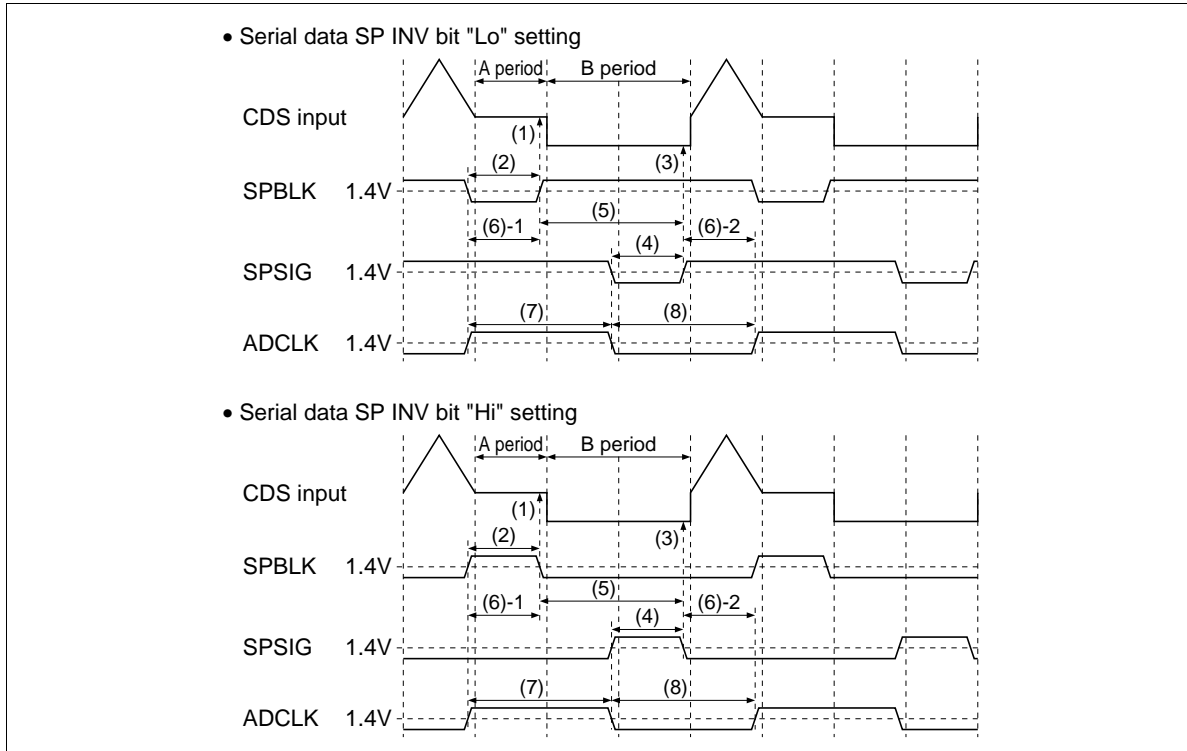 • Serial data SP INV bit "Lo" setting
A period B period
CDS input
(1)
(2) (3)
SPBLK 1.4V
(5)
(6)-1 (6)-2
(4)
SPSIG 1.4V
(7) (8)
ADCLK 1.4V
• Serial data SP INV bit "Hi" setting
A period B period
CDS input
(1)
(2) (3)
SPBLK 1.4V
(5)
(6)-1 (6)-2
(4)
SPSIG 1.4V
(7) (8)
ADCLK 1.4V